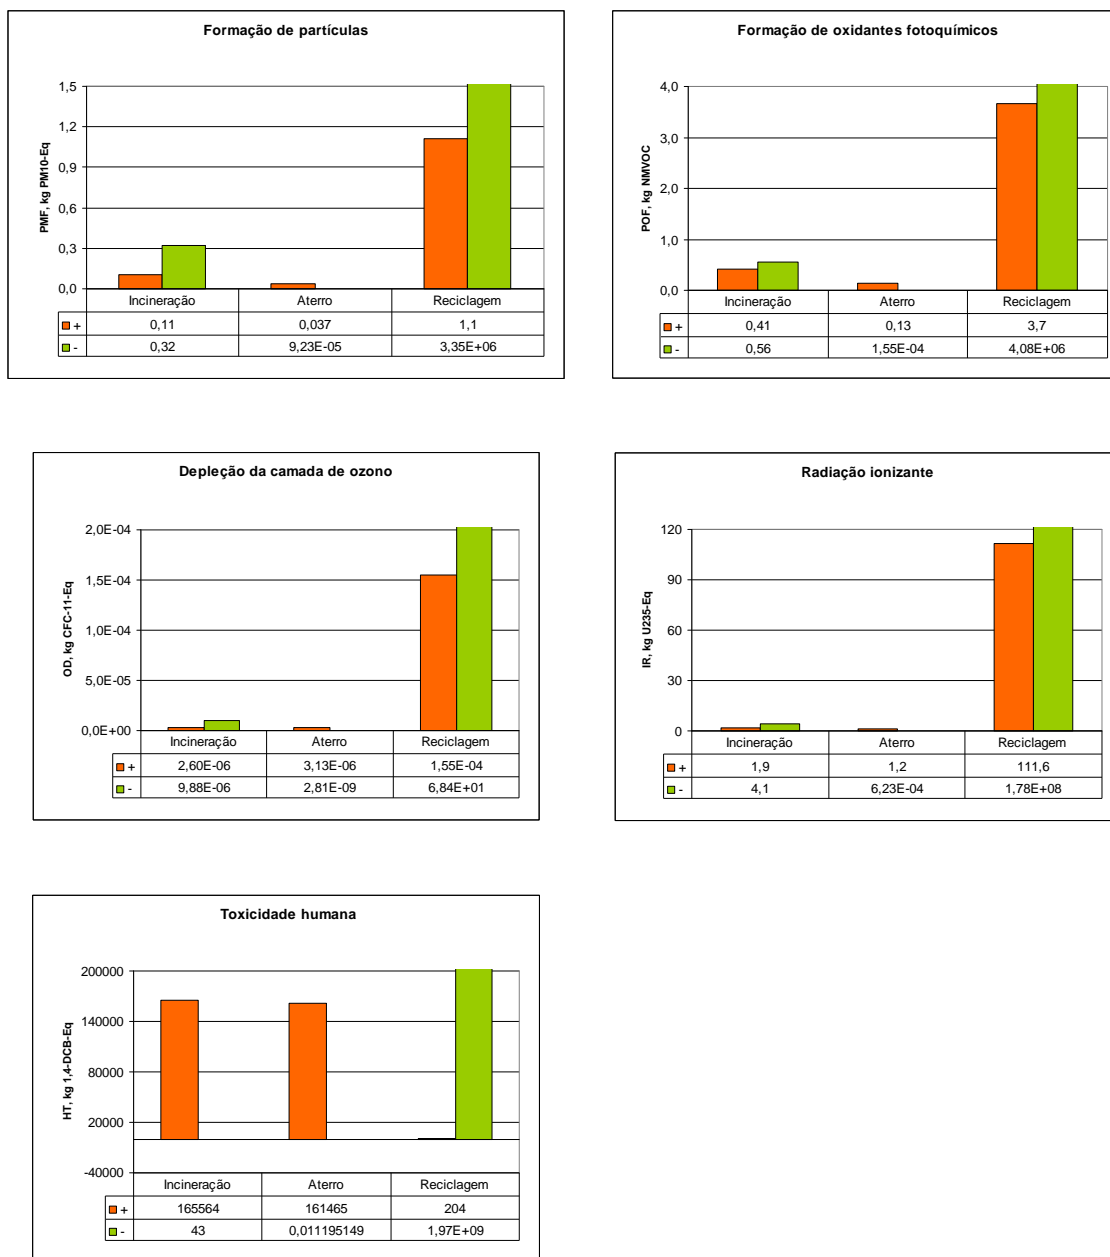 Formação de partículas
PMF, kg PM10-Eq
1,5
1,2
0,9
0,6
0,3
0,0
Incineração Aterro Reciclagem
+ 0,11 0,037 1,1
- 0,32 9,23E-05 3,35E+06
Formação de oxidantes fotoquímicos
POF, kg NMVOC
4,0
3,0
2,0
1,0
0,0
Incineração Aterro Reciclagem
+ 0,41 0,13 3,7
- 0,56 1,55E-04 4,08E+06
Depleção da camada de ozono
OD, kg CFC-11-Eq
2,0E-04
1,5E-04
1,0E-04
5,0E-05
0,0E+00
Incineração Aterro Reciclagem
+ 2,60E-06 3,13E-06 1,55E-04
- 9,88E-06 2,81E-09 6,84E+01
Radiação ionizante
IR, kg U235-Eq
120
90
60
30
0
Incineração Aterro Reciclagem
+ 1,9 1,2 111,6
- 4,1 6,23E-04 1,78E+08
Toxicidade humana
HT, kg 1,4-DCB-Eq
200000
140000
80000
20000
-40000
Incineração Aterro Reciclagem
+ 165564 161465 204
- 43 0,011195149 1,97E+09